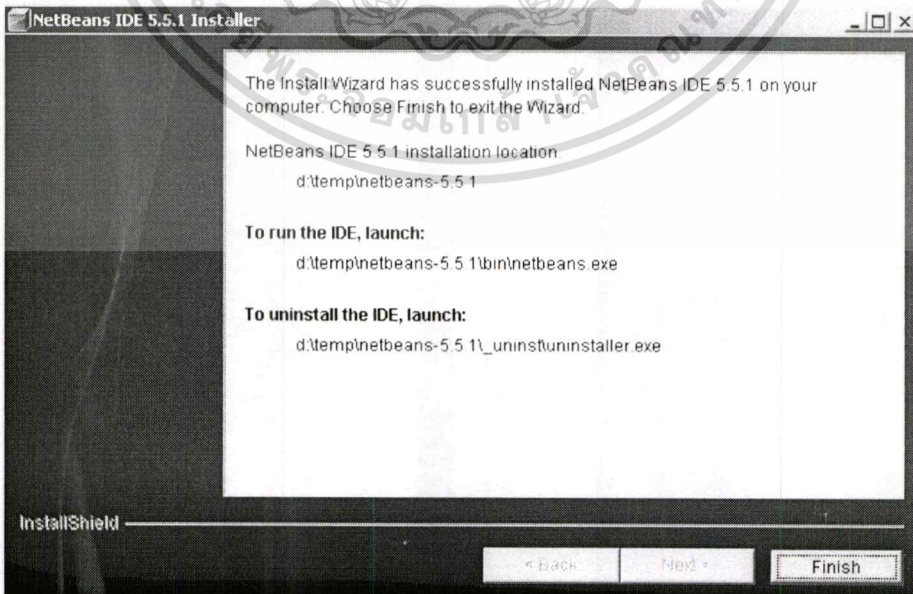 NetBeans IDE 5.5.1 Installer
The Install Wizard has successfully installed NetBeans IDE 5.5.1 on your
computer. Choose Finish to exit the Wizard.
NetBeans IDE 5.5.1 installation location:
d:\temp\netbeans-5.5.1
To run the IDE, launch:
d:\temp\netbeans-5.5.1\bin\netbeans.exe
To uninstall the IDE, launch:
d:\temp\netbeans-5.5.1\_uninst\uninstaller.exe
InstallShield
< Back
Next >
Finish